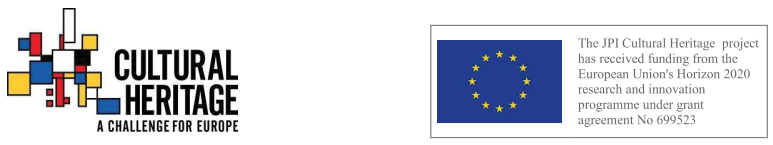 CULTURAL
HERITAGE
A CHALLENGE FOR EUROPE
The JPI Cultural Heritage project
has received funding from the
European Union's Horizon 2020
research and innovation
programme under grant
agreement No 699523